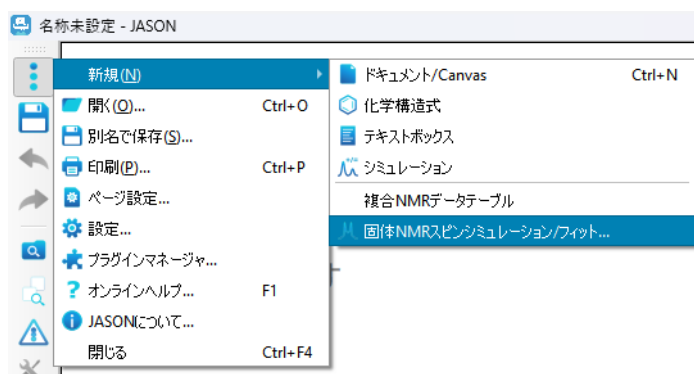 名称未設定 - JASON
新規(N)
開く(O)... Ctrl+O
別名で保存(S)...
印刷(P)... Ctrl+P
ページ設定...
設定...
プラグインマネージャ...
オンラインヘルプ... F1
JASONについて...
閉じる Ctrl+F4
ドキュメント/Canvas Ctrl+N
化学構造式
テキストボックス
シミュレーション
複合NMRデータテーブル
固体NMRスピンシミュレーション/フィット...